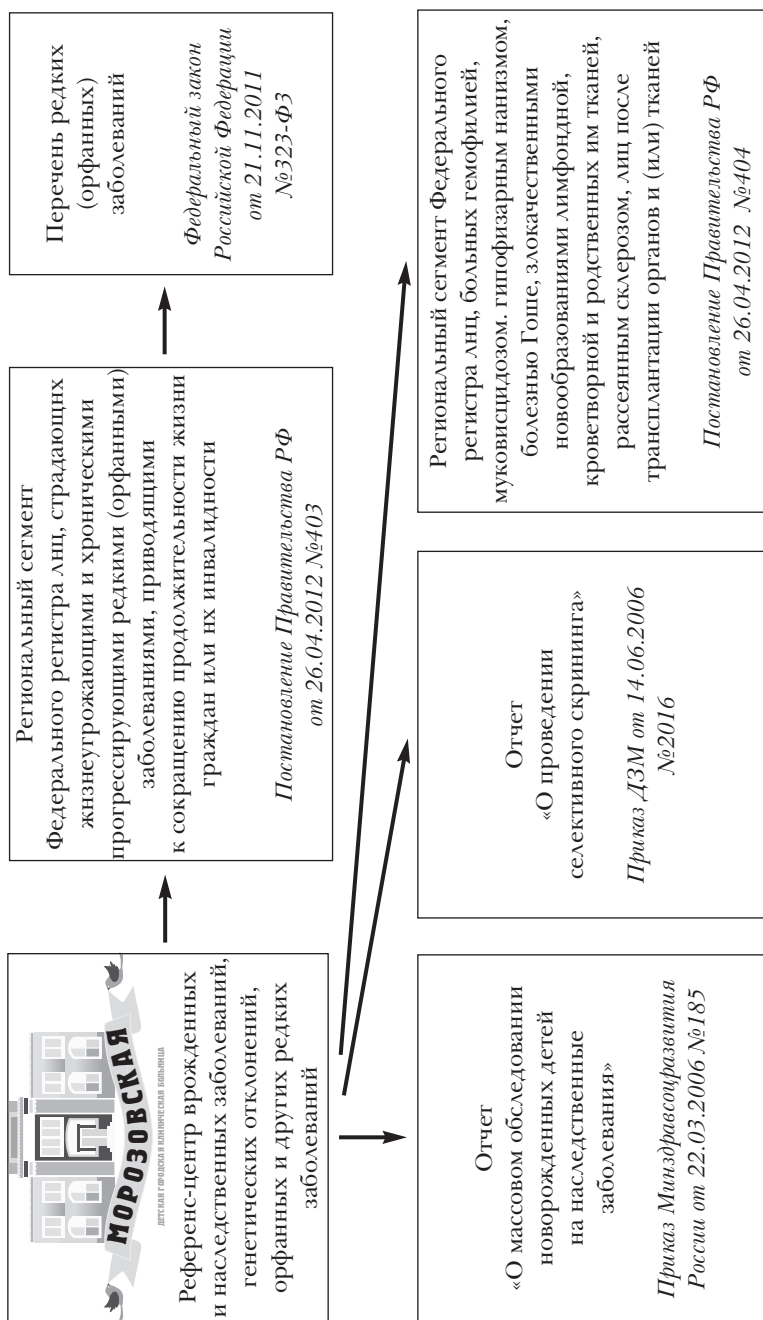 МОРОЗОВСКАЯ
ДЕТСКАЯ ГОРОДСКАЯ КЛИНИЧЕСКАЯ БОЛЬНИЦА
Референс-центр врожденных
и наследственных заболеваний,
генетических отклонений,
орфанных и других редких
заболеваний
Региональный сегмент
Федерального регистра лнц, страдающнх
жнзнеугрожающими и хроническими
прогрессирующими редкими (орфанными)
заболеваниями, приводящими
к сокращению продолжительности жизни
граждан или нх инвалидности
Постановление Правительства РФ
от 26.04.2012 №403
Перечень редких
(орфанных)
заболеваний
Федеральный закон
Российской Федерации
от 21.11.2011
№323-ФЗ
Отчет
«О массовом обследовании
новорожденных детей
на наследственные
заболевания»
Приказ Минздравсоцразвития
России от 22.03.2006 №185
Отчет
«О проведении
селективного скрининга»
Приказ ДЗМ от 14.06.2006
№2016
Региональный сегмент Федерального
регистра лнц, больных гемофилией,
муковисцидозом. гипофизарным нанизмом,
болезнью Гоше, злокачественными
новообразованиями лимфондной,
кроветворной и родственных им тканей,
рассеянным склерозом, лиц после
трансплантации органов и (или) тканей
Постановление Правительства РФ
от 26.04.2012 №404